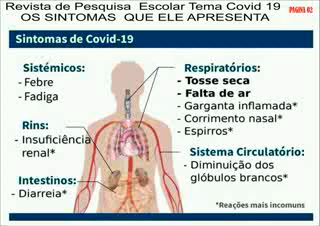 Revista de Pesquisa Escolar Tema Covid 19
PAGINA 02
OS SINTOMAS QUE ELE APRESENTA
Sintomas de Covid-19
Sistémicos:
- Febre
- Fadiga
Rins:
- Insuficiência
renal*
Intestinos:
- Diarreia*
Respiratórios:
- Tosse seca
- Falta de ar
- Garganta inflamada*
- Corrimento nasal*
- Espirros*
Sistema Circulatório:
- Diminuição dos
glóbulos brancos*
*Reações mais incomuns